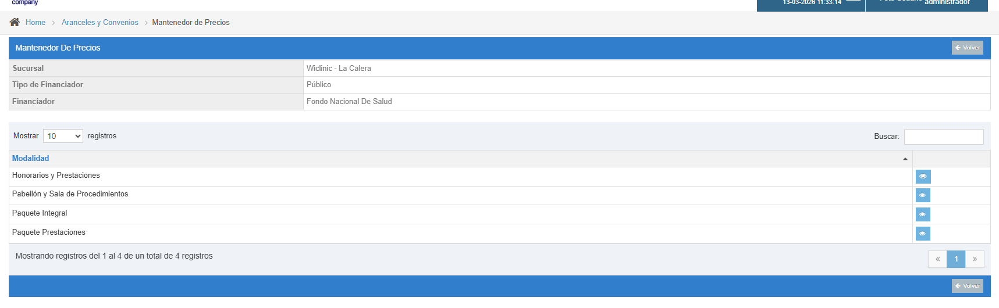 company
13-03-2026 11:33:14
administrador
Home > Aranceles y Convenios > Mantenedor de Precios
Mantenedor De Precios
Volver
Sucursal Wiclinic - La Calera
Tipo de Financiador Público
Financiador Fondo Nacional De Salud
Mostrar 10 registros Buscar:
Modalidad
Honorarios y Prestaciones
Pabellón y Sala de Procedimientos
Paquete Integral
Paquete Prestaciones
Mostrando registros del 1 al 4 de un total de 4 registros
« 1 »
Volver